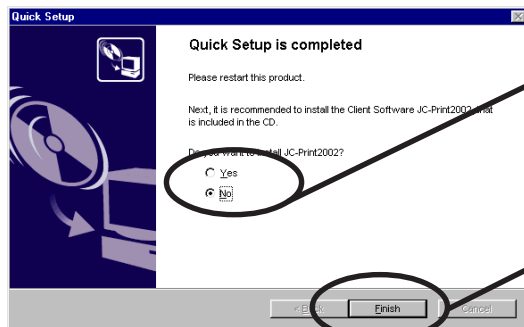 Quick Setup
Quick Setup is completed
Please restart this product.
Next, it is recommended to install the Client Software JC-Print2002, that
is included in the CD.
Do you want to install JC-Print2002?
Yes
No
< Back
Finish
Cancel